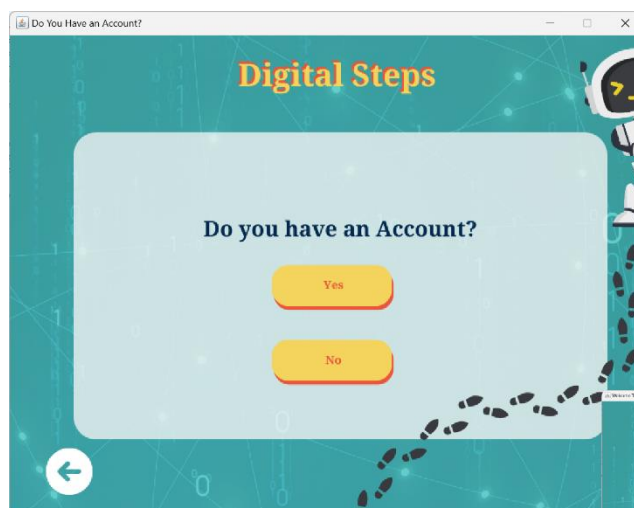 Do You Have an Account?
Digital Steps
Do you have an Account?
Yes
No